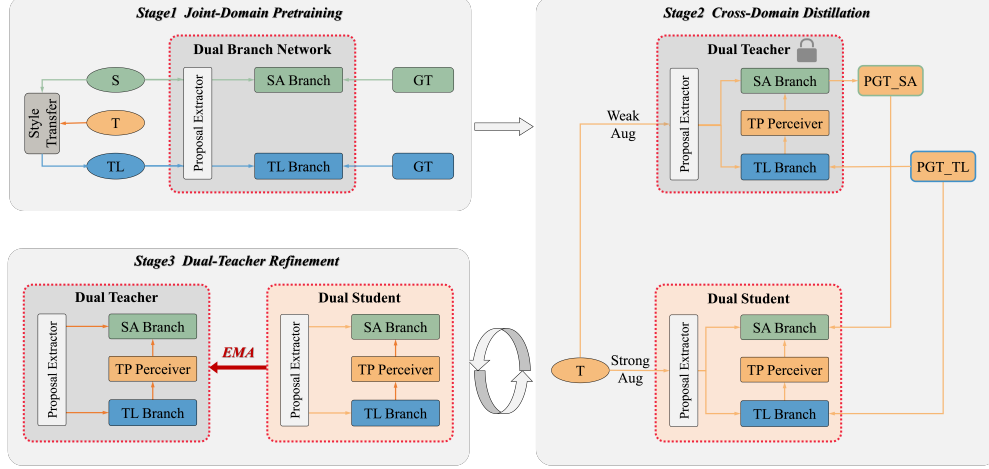 Stage1 Joint-Domain Pretraining
Dual Branch Network
S
T
TL
Style
Transfer
Proposal Extractor
SA Branch
TL Branch
GT
GT
Stage2 Cross-Domain Distillation
Dual Teacher
Proposal Extractor
SA Branch
TP Perceiver
TL Branch
PGT_SA
PGT_TL
Weak
Aug
T
Strong
Aug
Dual Student
Proposal Extractor
SA Branch
TP Perceiver
TL Branch
Stage3 Dual-Teacher Refinement
Dual Teacher
Proposal Extractor
SA Branch
TP Perceiver
TL Branch
EMA
Dual Student
Proposal Extractor
SA Branch
TP Perceiver
TL Branch